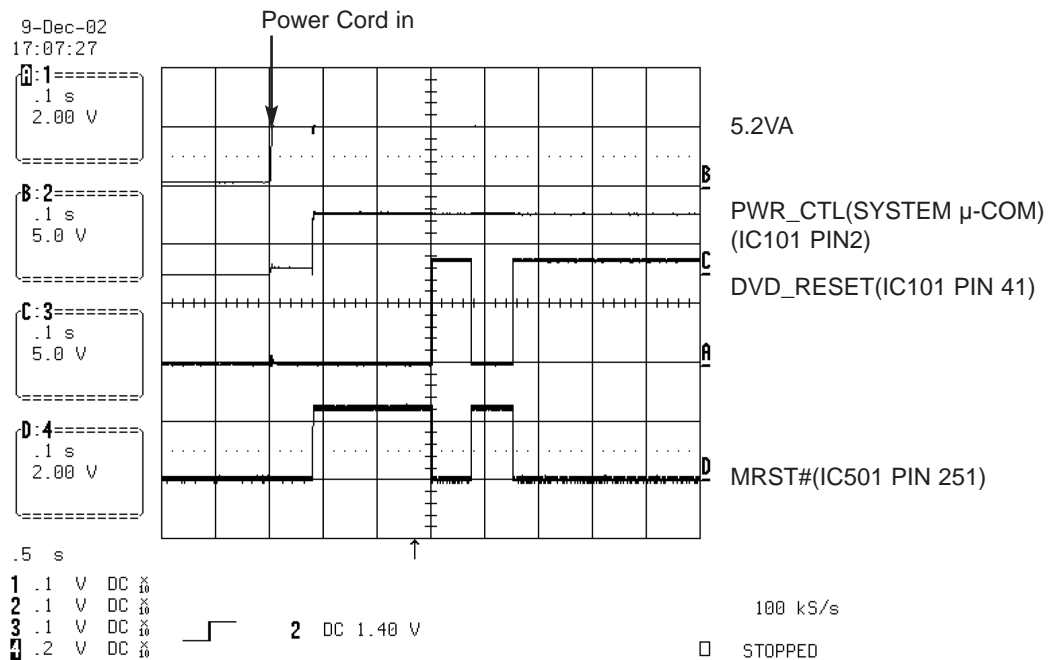 Power Cord in
9-Dec-02
17:07:27
A:1
.1 s
2.00 V
B:2
.1 s
5.0 V
C:3
.1 s
5.0 V
D:4
.1 s
2.00 V
B
C
A
D
5.2VA
PWR_CTL(SYSTEM µ-COM)
(IC101 PIN2)
DVD_RESET(IC101 PIN 41)
MRST#(IC501 PIN 251)
.5 s
1 .1 V DC X10
2 .1 V DC X10
3 .1 V DC X10
4 .2 V DC X10
2 DC 1.40 V
100 kS/s
STOPPED